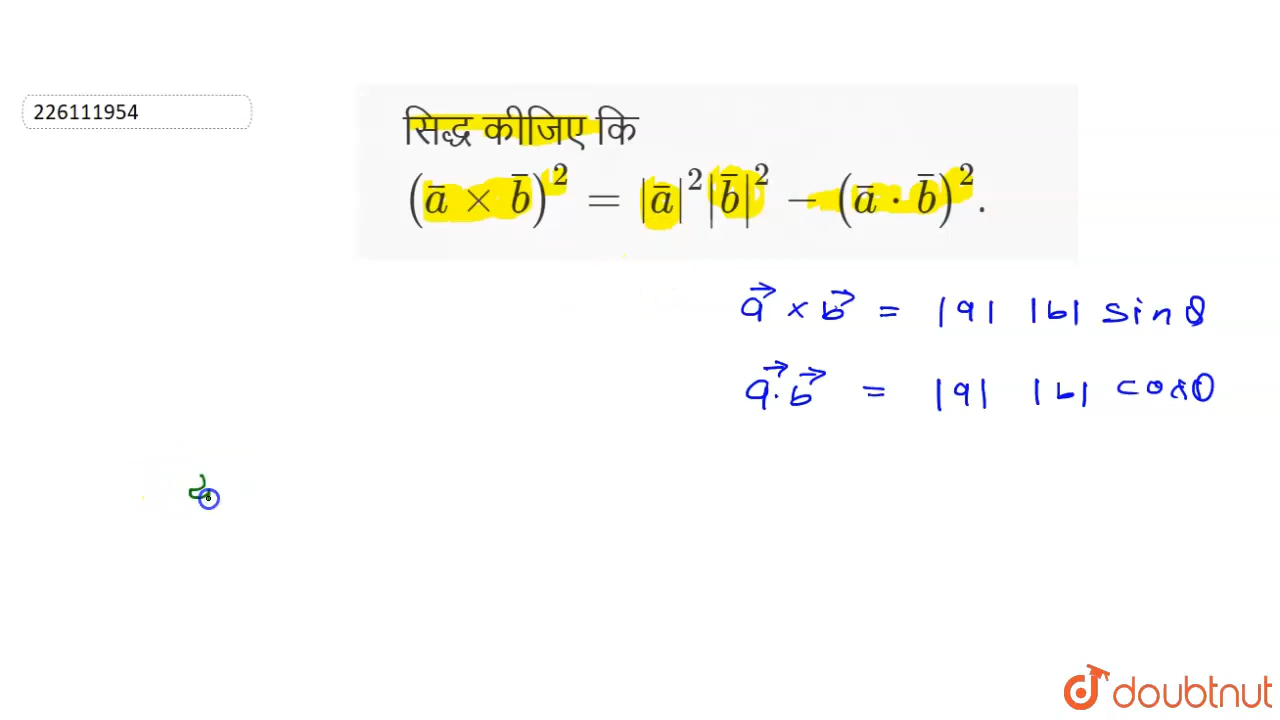 226111954
सिद्ध कीजिए कि
(a̅ × b̅)² = |a̅|²|b̅|² − (a̅ · b̅)².
a⃗ × b⃗ = |a| |b| sin θ
a⃗ · b⃗ = |a| |b| cos θ
doubtnut